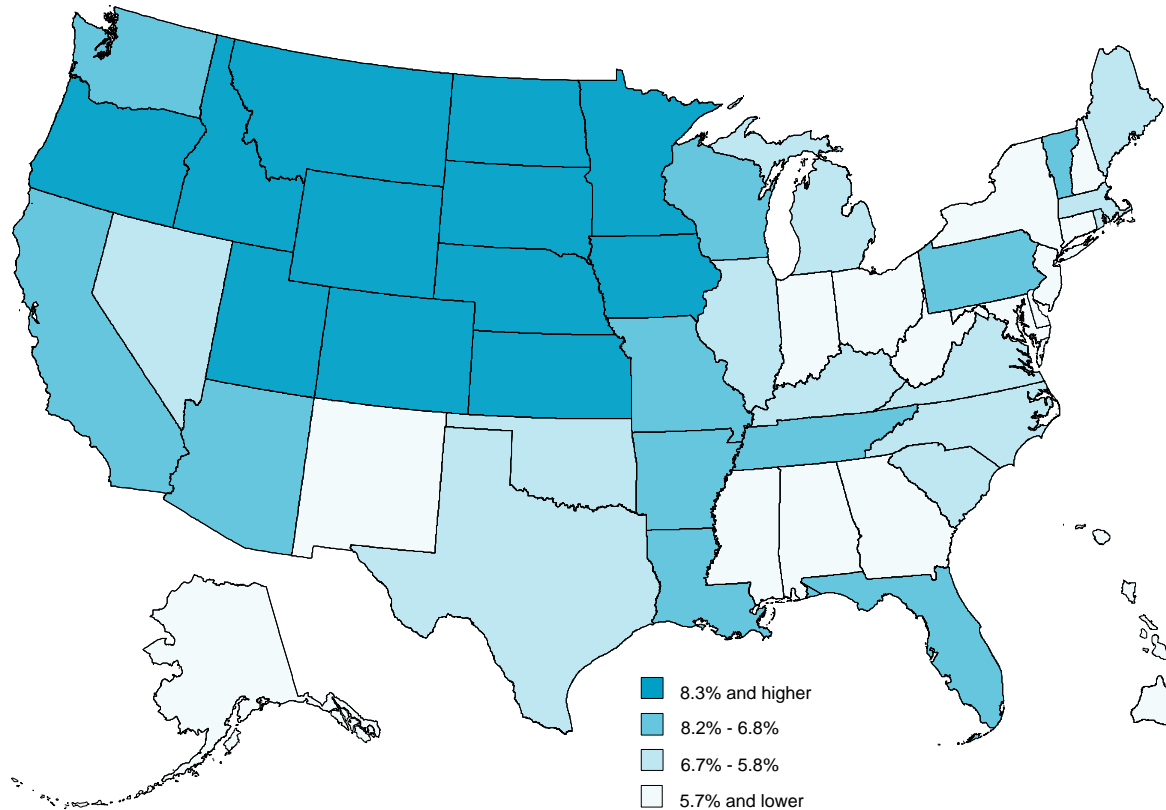 8.3% and higher
8.2% - 6.8%
6.7% - 5.8%
5.7% and lower